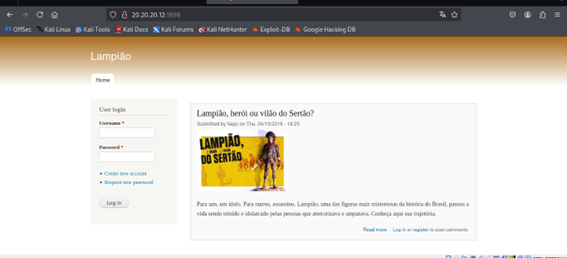 20.20.20.12:1898
OffSec
Kali Linux
Kali Tools
Kali Docs
Kali Forums
Kali NetHunter
Exploit-DB
Google Hacking DB
Lampião
Home
User login
Username *
Password *
Create new account
Request new password
Log in
Lampião, herói ou vilão do Sertão?
Submitted by tiago on Thu, 04/19/2018 - 18:25
LAMPIÃO,
DO SERTÃO
Para uns, um ídolo. Para outros, assassino. Lampião, uma das figuras mais misteriosas da história do Brasil, passou a
vida sendo temido e idolatrado pelas pessoas que aterrorizava e amparava. Conheça aqui sua trajetória.
Read more
Log in or register to post comments